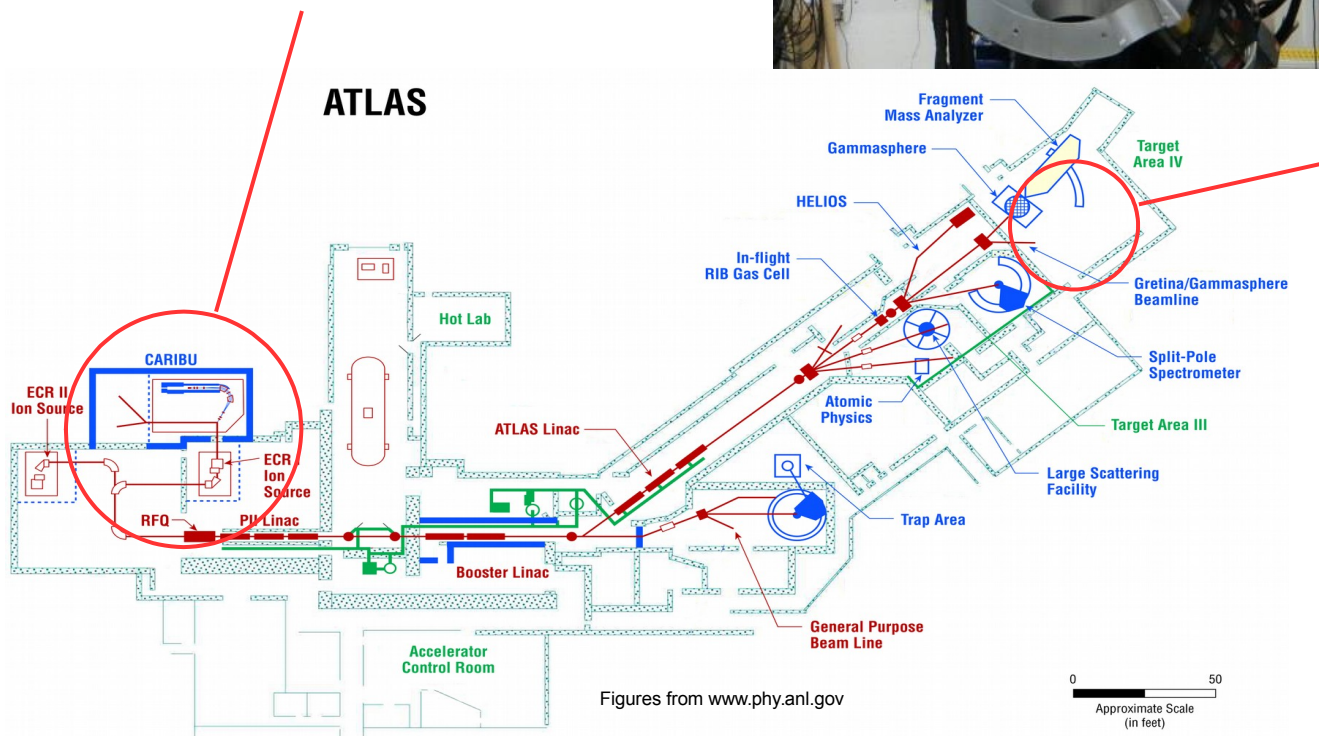 ATLAS
Fragment
Mass Analyzer
Gammasphere
Target
Area IV
HELIOS
In-flight
RIB Gas Cell
Gretina/Gammasphere
Beamline
Hot Lab
CARIBU
ECR II
Ion Source
Split-Pole
Spectrometer
Atomic
Physics
ATLAS Linac
Target Area III
ECR I
Ion
Source
Large Scattering
Facility
RFQ
PII Linac
Trap Area
Booster Linac
General Purpose
Beam Line
Accelerator
Control Room
Figures from www.phy.anl.gov
0
50
Approximate Scale
(in feet)